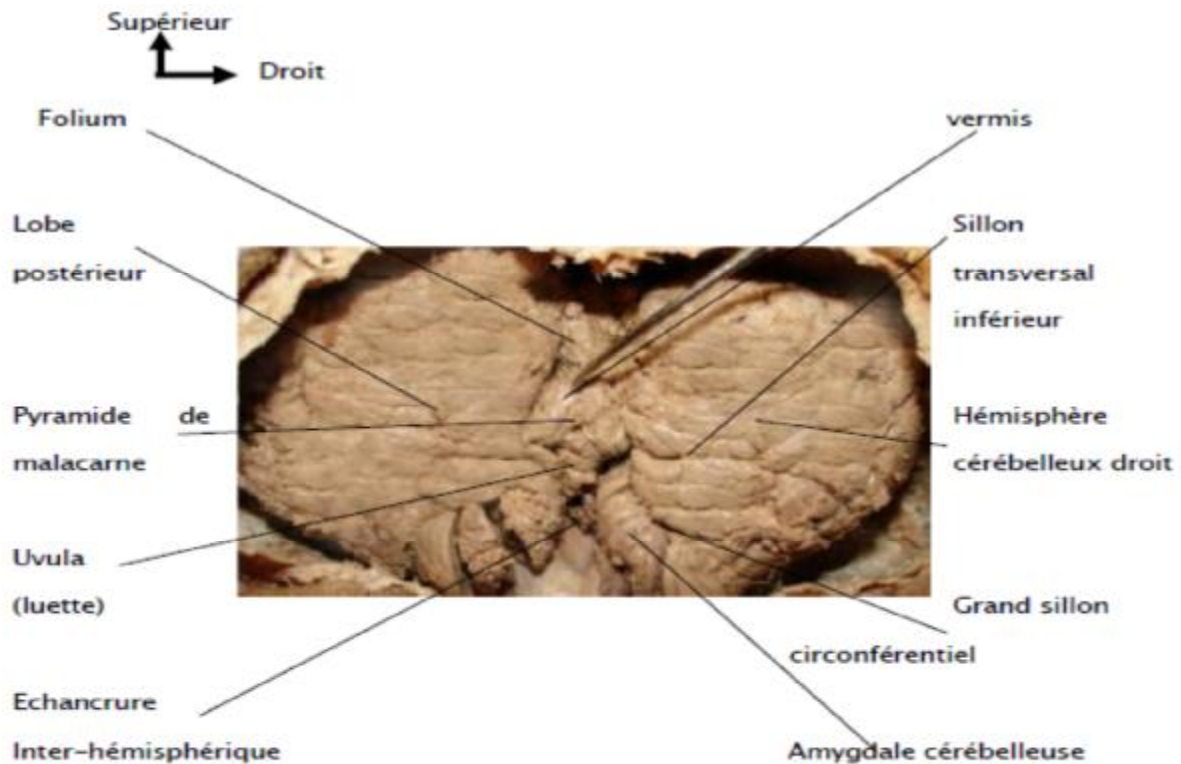 Supérieur
Droit
Folium
vermis
Lobe
postérieur
Sillon
transversal
inférieur
Pyramide de
malacarne
Hémisphère
cérébelleux droit
Uvula
(luette)
Grand sillon
circonférentiel
Echancrure
Inter-hémisphérique
Amygdale cérébelleuse